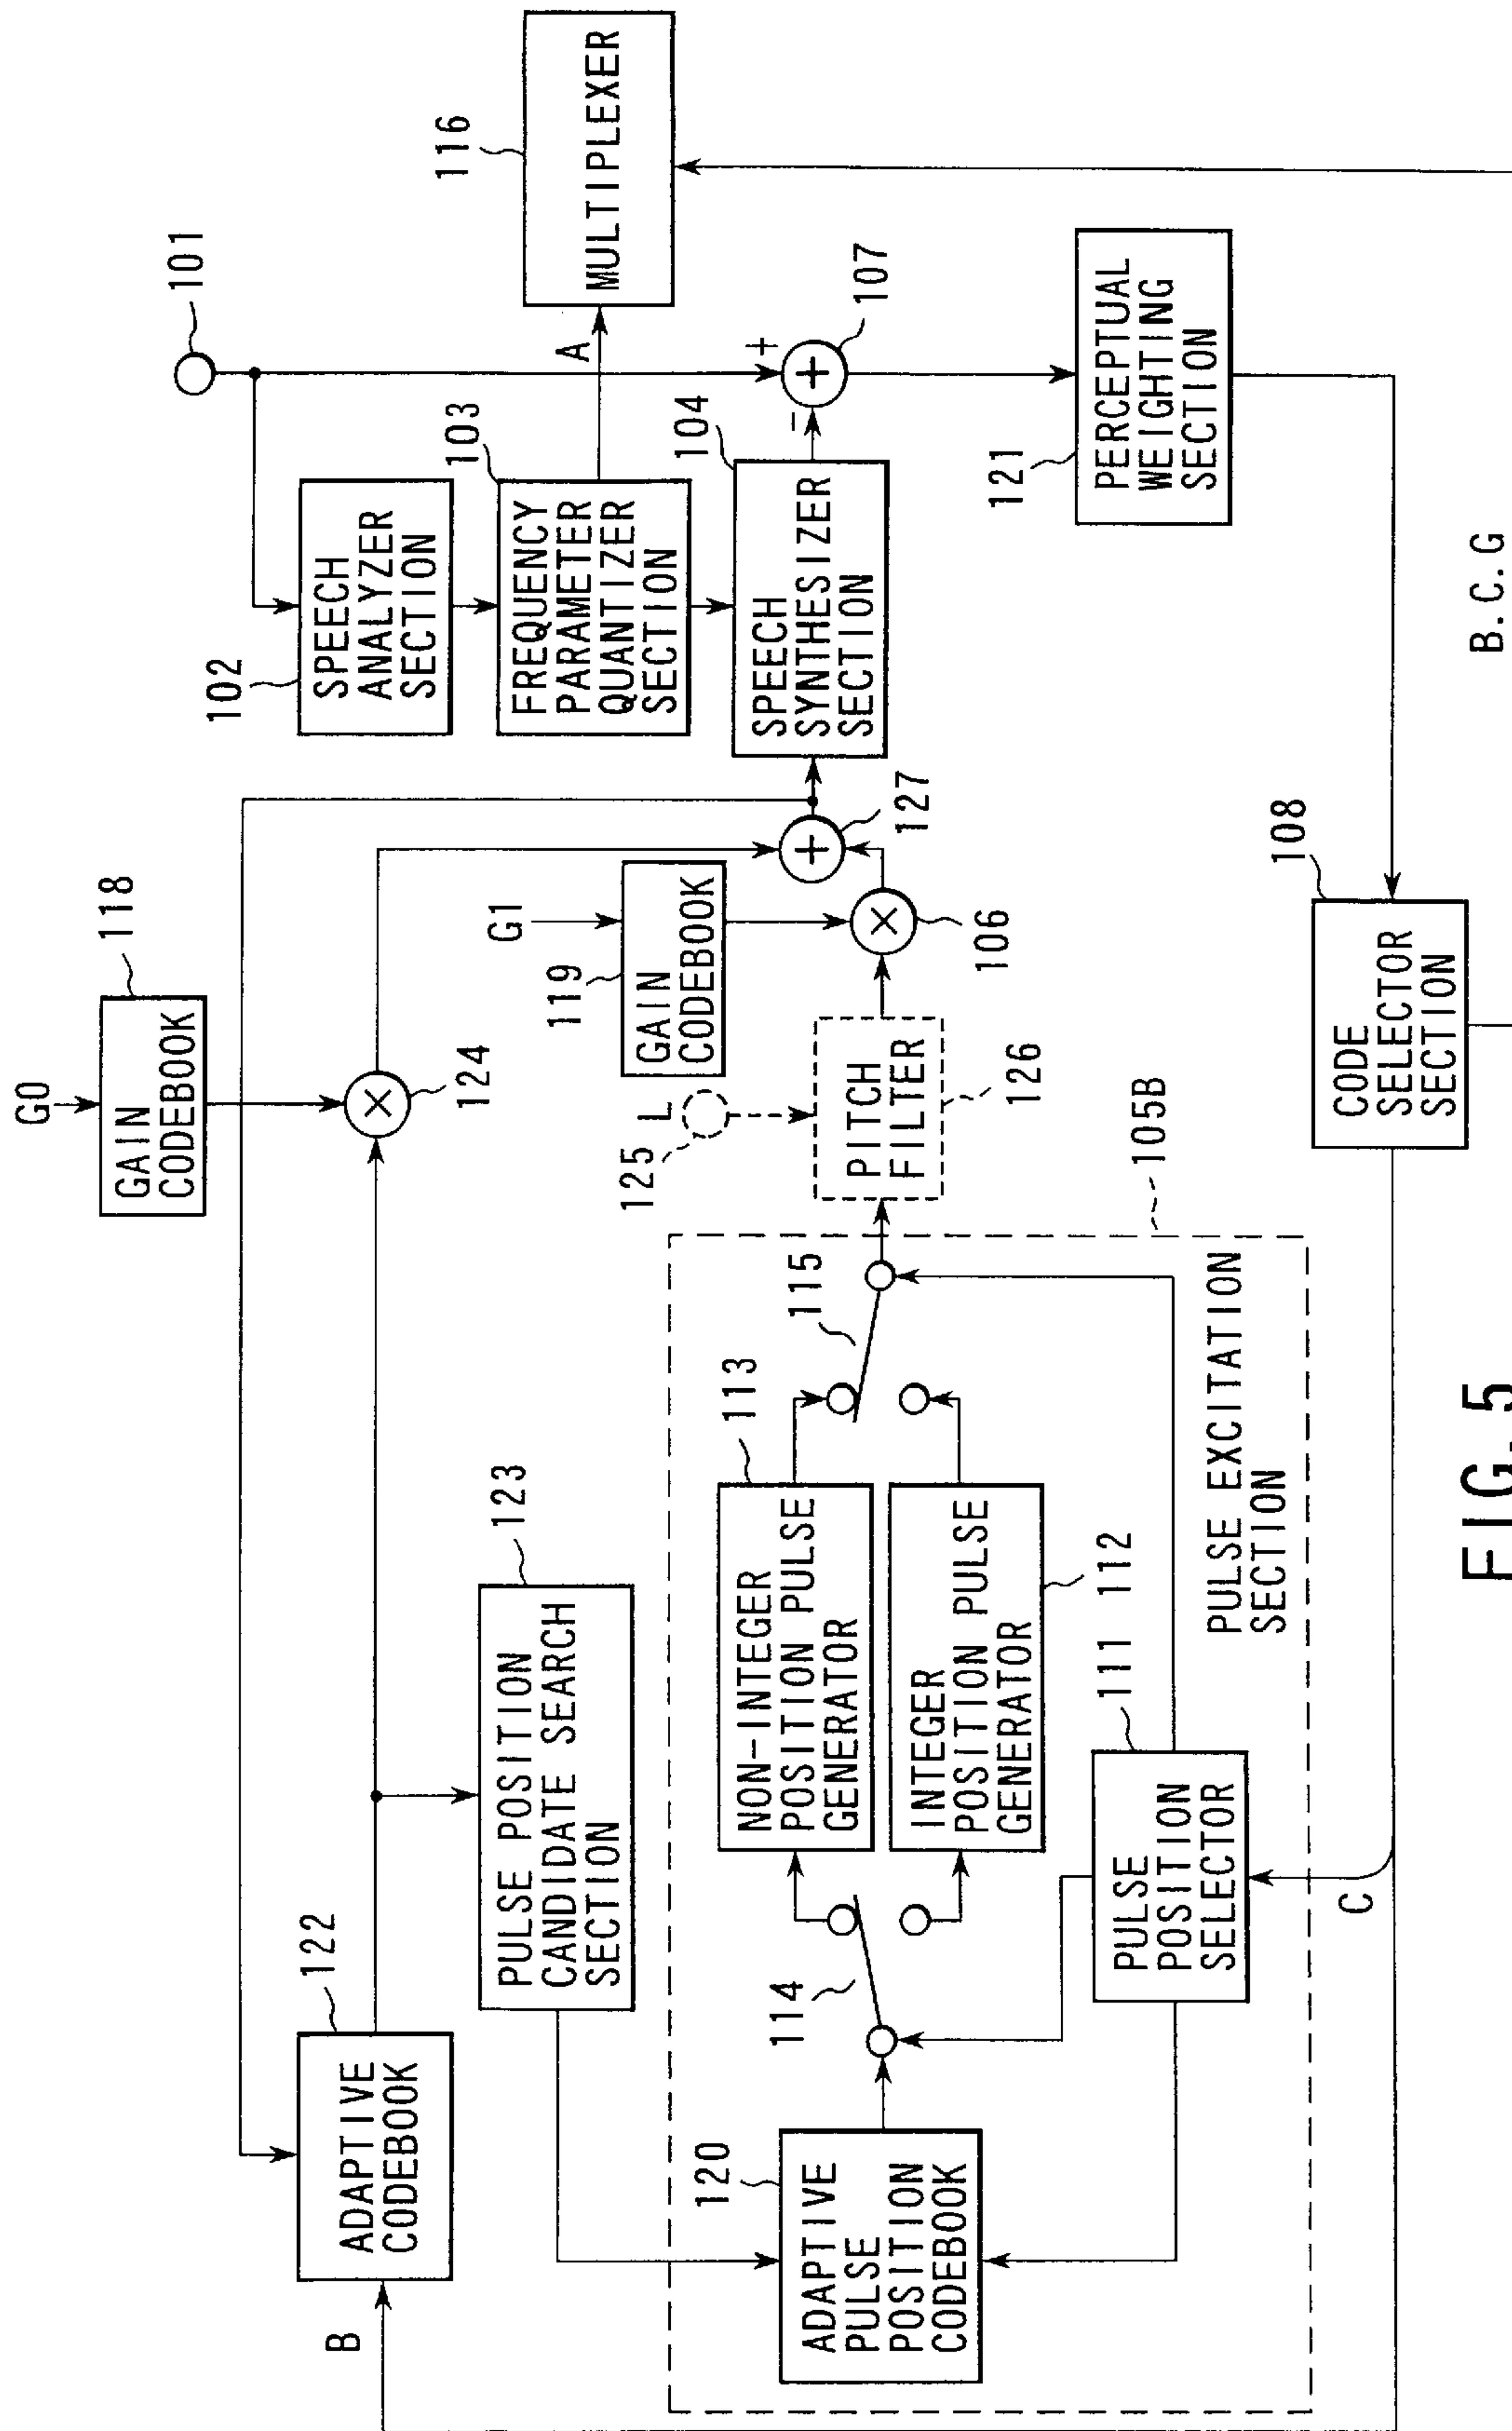 G0
118
GAIN
CODEBOOK
101
102
SPEECH
ANALYZER
SECTION
116
MULTIPLEXER
A
103
FREQUENCY
PARAMETER
QUANTIZER
SECTION
122
ADAPTIVE
CODEBOOK
B
124
×
G1
119
GAIN
CODEBOOK
123
PULSE POSITION
CANDIDATE SEARCH
SECTION
104
SPEECH
SYNTHESIZER
SECTION
+
-
+
107
+
127
×
106
125
L
PITCH
FILTER
126
120
ADAPTIVE
PULSE
POSITION
CODEBOOK
114
113
NON-INTEGER
POSITION PULSE
GENERATOR
115
INTEGER
POSITION PULSE
GENERATOR
112
111
PULSE
POSITION
SELECTOR
105B
PULSE EXCITATION
SECTION
121
PERCEPTUAL
WEIGHTING
SECTION
108
CODE
SELECTOR
SECTION
C
B.C.G
FIG.5